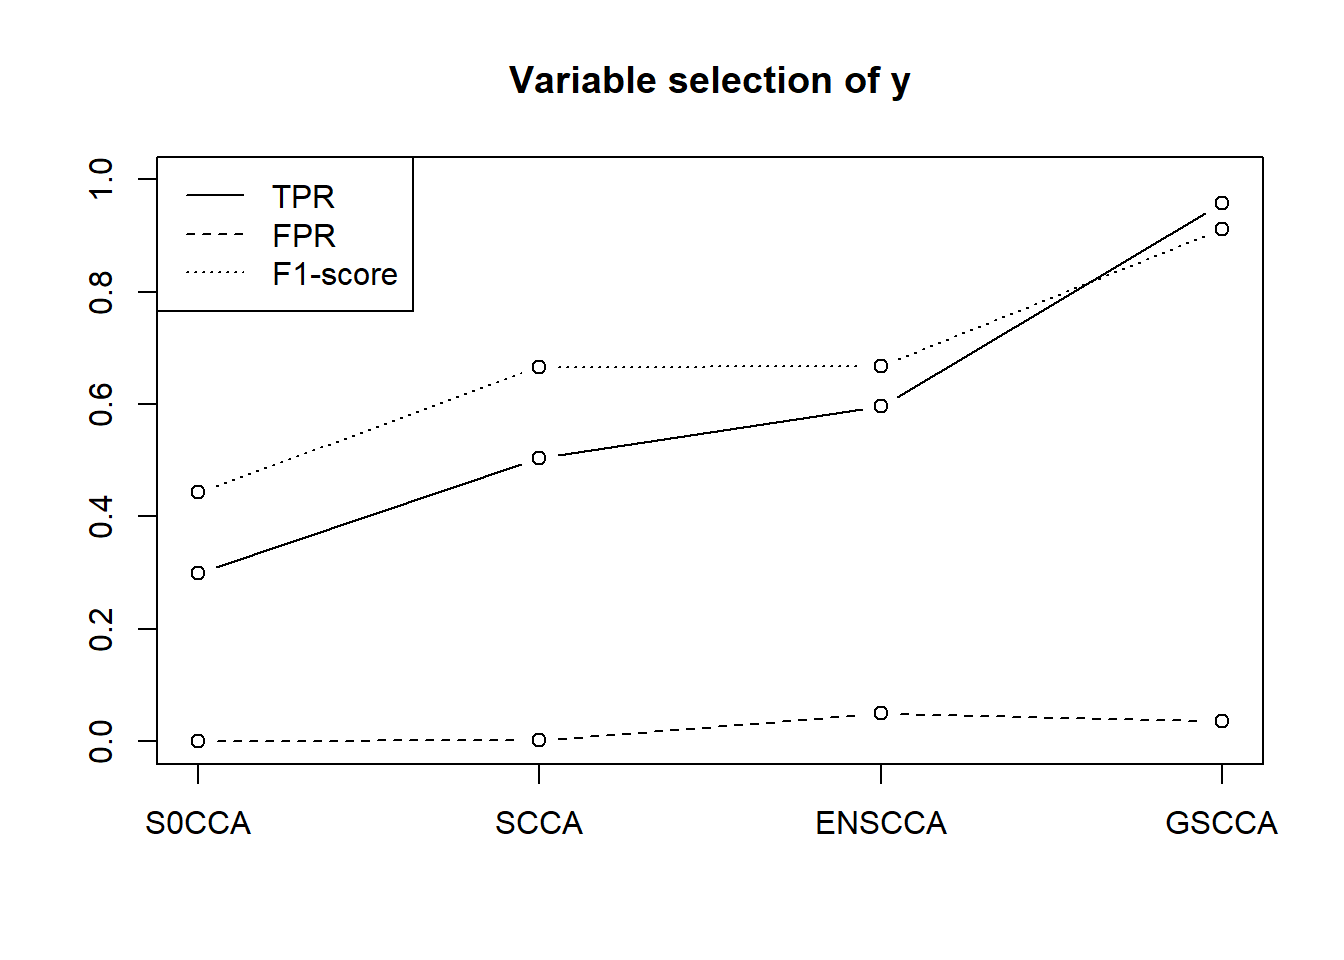 Variable selection of y
TPR
FPR
F1-score
1.0
0.8
0.6
0.4
0.2
0.0
S0CCA SCCA ENSCCA GSCCA